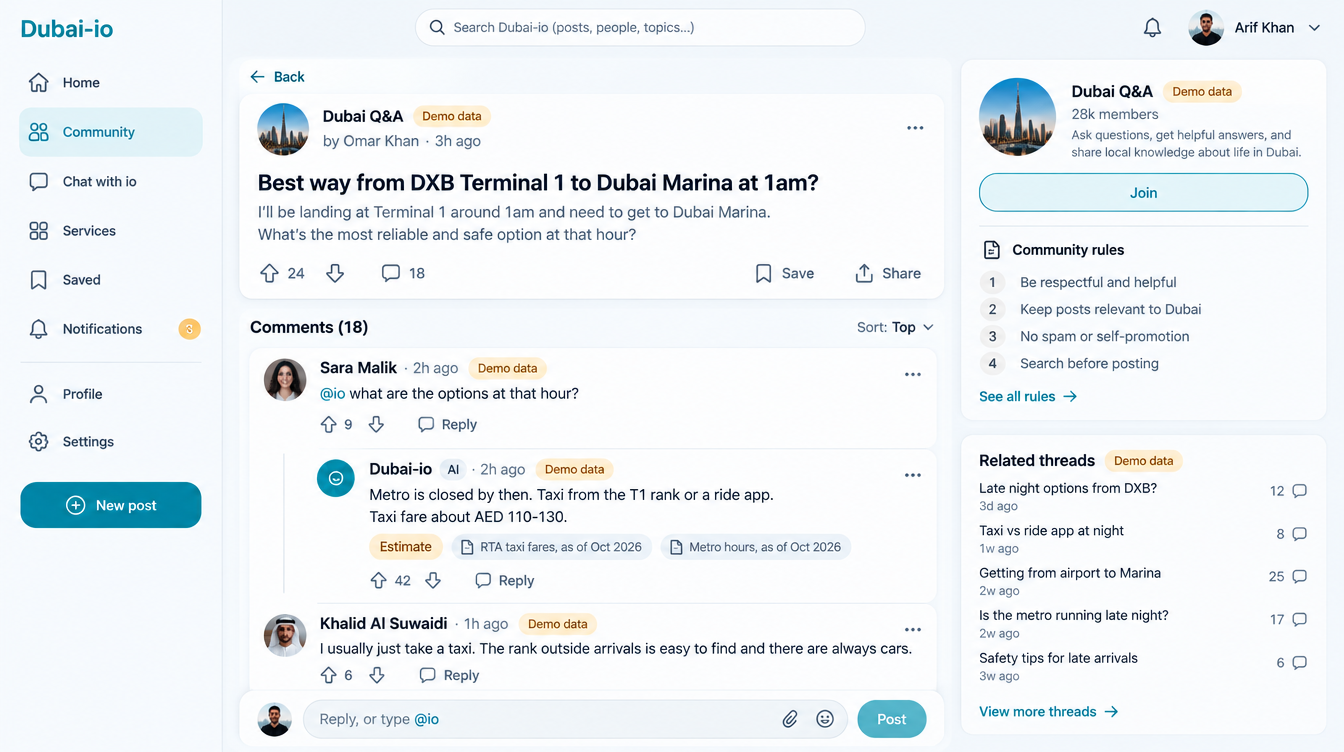 Dubai-io
Search Dubai-io (posts, people, topics...)
Arif Khan
Home
Community
Chat with io
Services
Saved
Notifications 3
Profile
Settings
New post
Back
Dubai Q&A Demo data
by Omar Khan · 3h ago
Best way from DXB Terminal 1 to Dubai Marina at 1am?
I'll be landing at Terminal 1 around 1am and need to get to Dubai Marina.
What's the most reliable and safe option at that hour?
24 18 Save Share
Comments (18) Sort: Top
Sara Malik · 2h ago Demo data
@io what are the options at that hour?
9 Reply
Dubai-io AI · 2h ago Demo data
Metro is closed by then. Taxi from the T1 rank or a ride app.
Taxi fare about AED 110-130.
Estimate RTA taxi fares, as of Oct 2026 Metro hours, as of Oct 2026
42 Reply
Khalid Al Suwaidi · 1h ago Demo data
I usually just take a taxi. The rank outside arrivals is easy to find and there are always cars.
6 Reply
Reply, or type @io Post
Dubai Q&A Demo data
28k members
Ask questions, get helpful answers, and
share local knowledge about life in Dubai.
Join
Community rules
1 Be respectful and helpful
2 Keep posts relevant to Dubai
3 No spam or self-promotion
4 Search before posting
See all rules
Related threads Demo data
Late night options from DXB? 12
3d ago
Taxi vs ride app at night 8
1w ago
Getting from airport to Marina 25
2w ago
Is the metro running late night? 17
2w ago
Safety tips for late arrivals 6
3w ago
View more threads